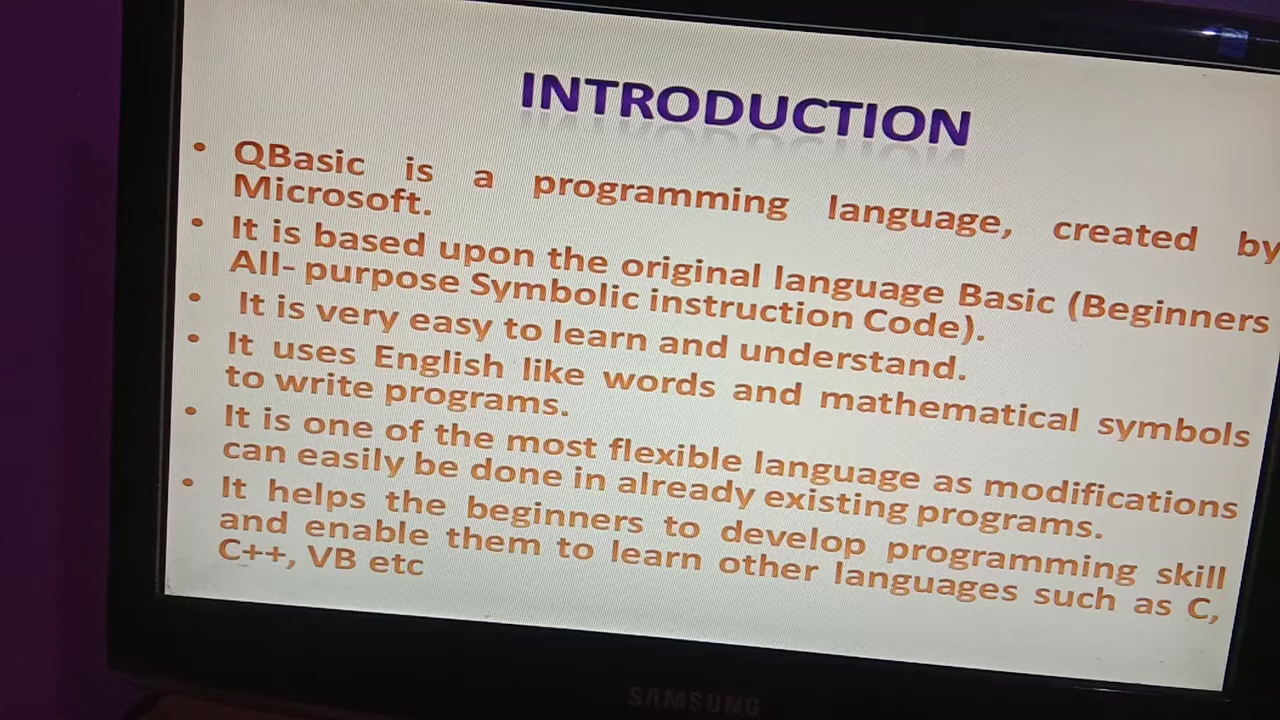 INTRODUCTION
• QBasic is a programming language, created by
Microsoft.
• It is based upon the original language Basic (Beginners
All- purpose Symbolic instruction Code).
• It is very easy to learn and understand.
• It uses English like words and mathematical symbols
to write programs.
• It is one of the most flexible language as modifications
can easily be done in already existing programs.
• It helps the beginners to develop programming skill
and enable them to learn other languages such as C,
C++, VB etc
SAMSUNG